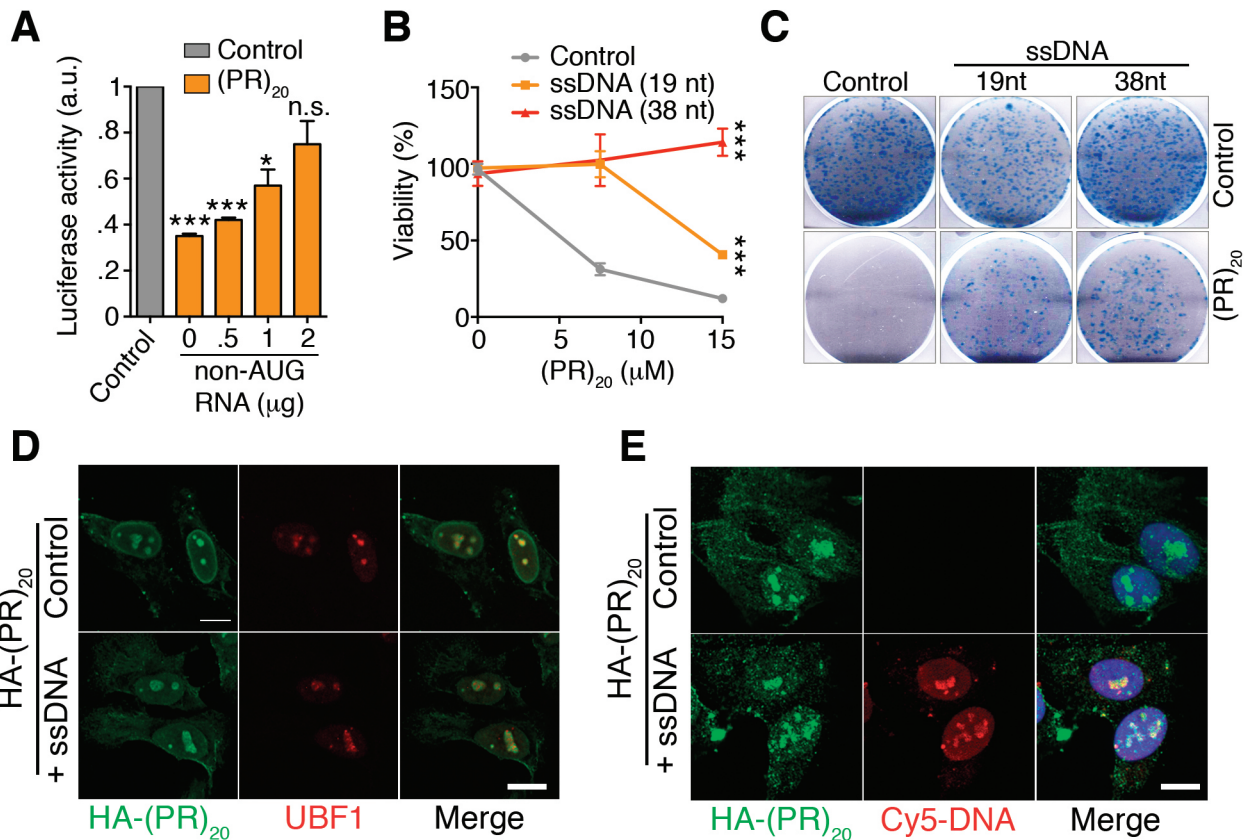 A
Control
(PR)20
n.s.
Luciferase activity (a.u.)
1
.8
.6
.4
.2
0
***
***
*
Control
0 .5 1 2
non-AUG
RNA (μg)
B
Control
ssDNA (19 nt)
ssDNA (38 nt)
Viability (%)
150
100
50
0
***
***
0 5 10 15
(PR)20 (μM)
C
ssDNA
Control 19nt 38nt
Control
(PR)20
D
HA-(PR)20
Control
+ ssDNA
HA-(PR)20 UBF1 Merge
E
HA-(PR)20
Control
+ ssDNA
HA-(PR)20 Cy5-DNA Merge